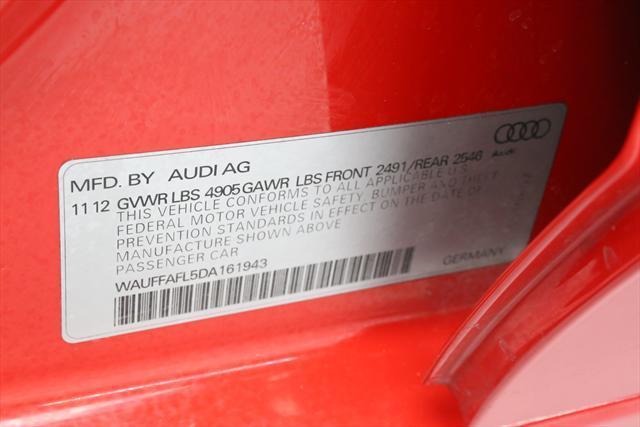 MFD. BY AUDI AG
Audi
11 12 GVWR LBS 4905 GAWR LBS FRONT 2491/REAR 2546
THIS VEHICLE CONFORMS TO ALL APPLICABLE U.S.
FEDERAL MOTOR VEHICLE SAFETY, BUMPER AND THEFT
PREVENTION STANDARDS IN EFFECT ON THE DATE OF
MANUFACTURE SHOWN ABOVE
PASSENGER CAR
WAUFFAFL5DA161943
GERMANY